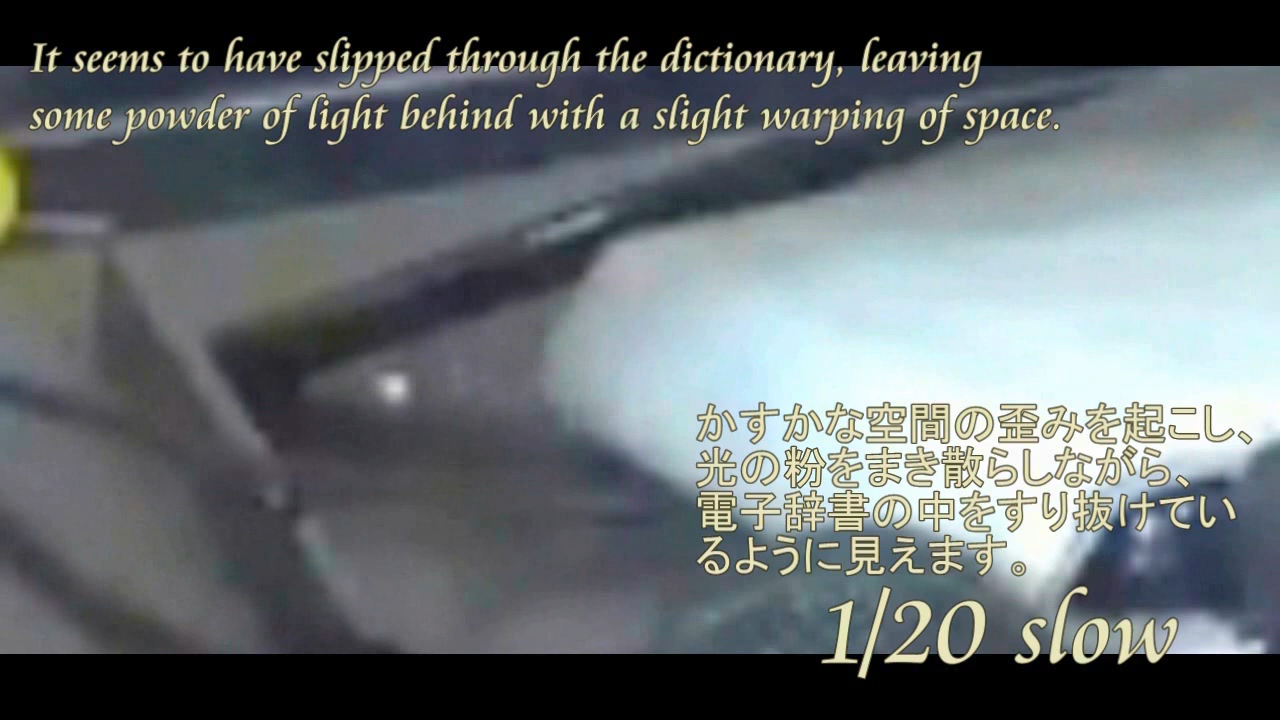 It seems to have slipped through the dictionary, leaving
some powder of light behind with a slight warping of space.
かすかな空間の歪みを起こし、
光の粉をまき散らしながら、
電子辞書の中をすり抜けてい
るように見えます。
1/20 slow